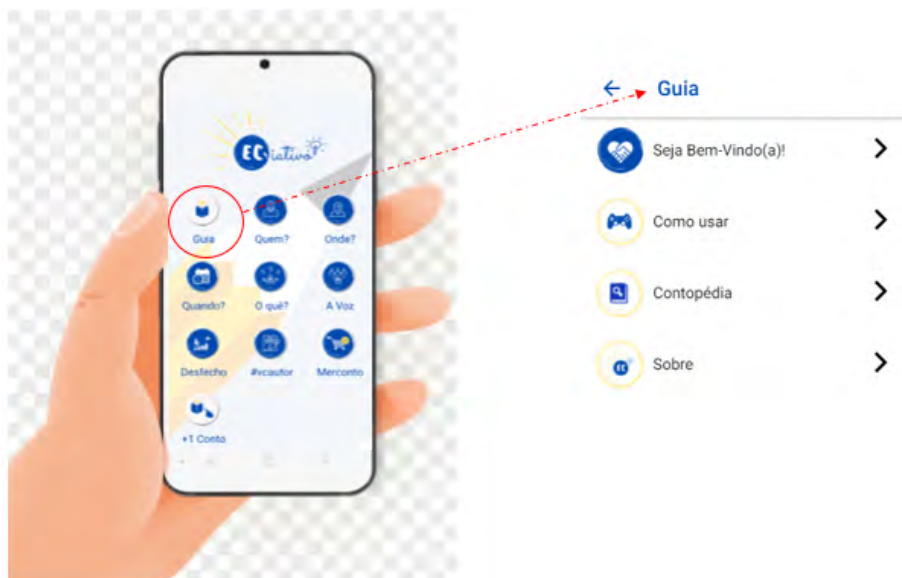 ECriativo
Guia
Quem?
Onde?
Quando?
O quê?
A Voz
Desfecho
#vcautor
Merconto
+1 Conto
Guia
Seja Bem-Vindo(a)!
Como usar
Contopédia
Sobre